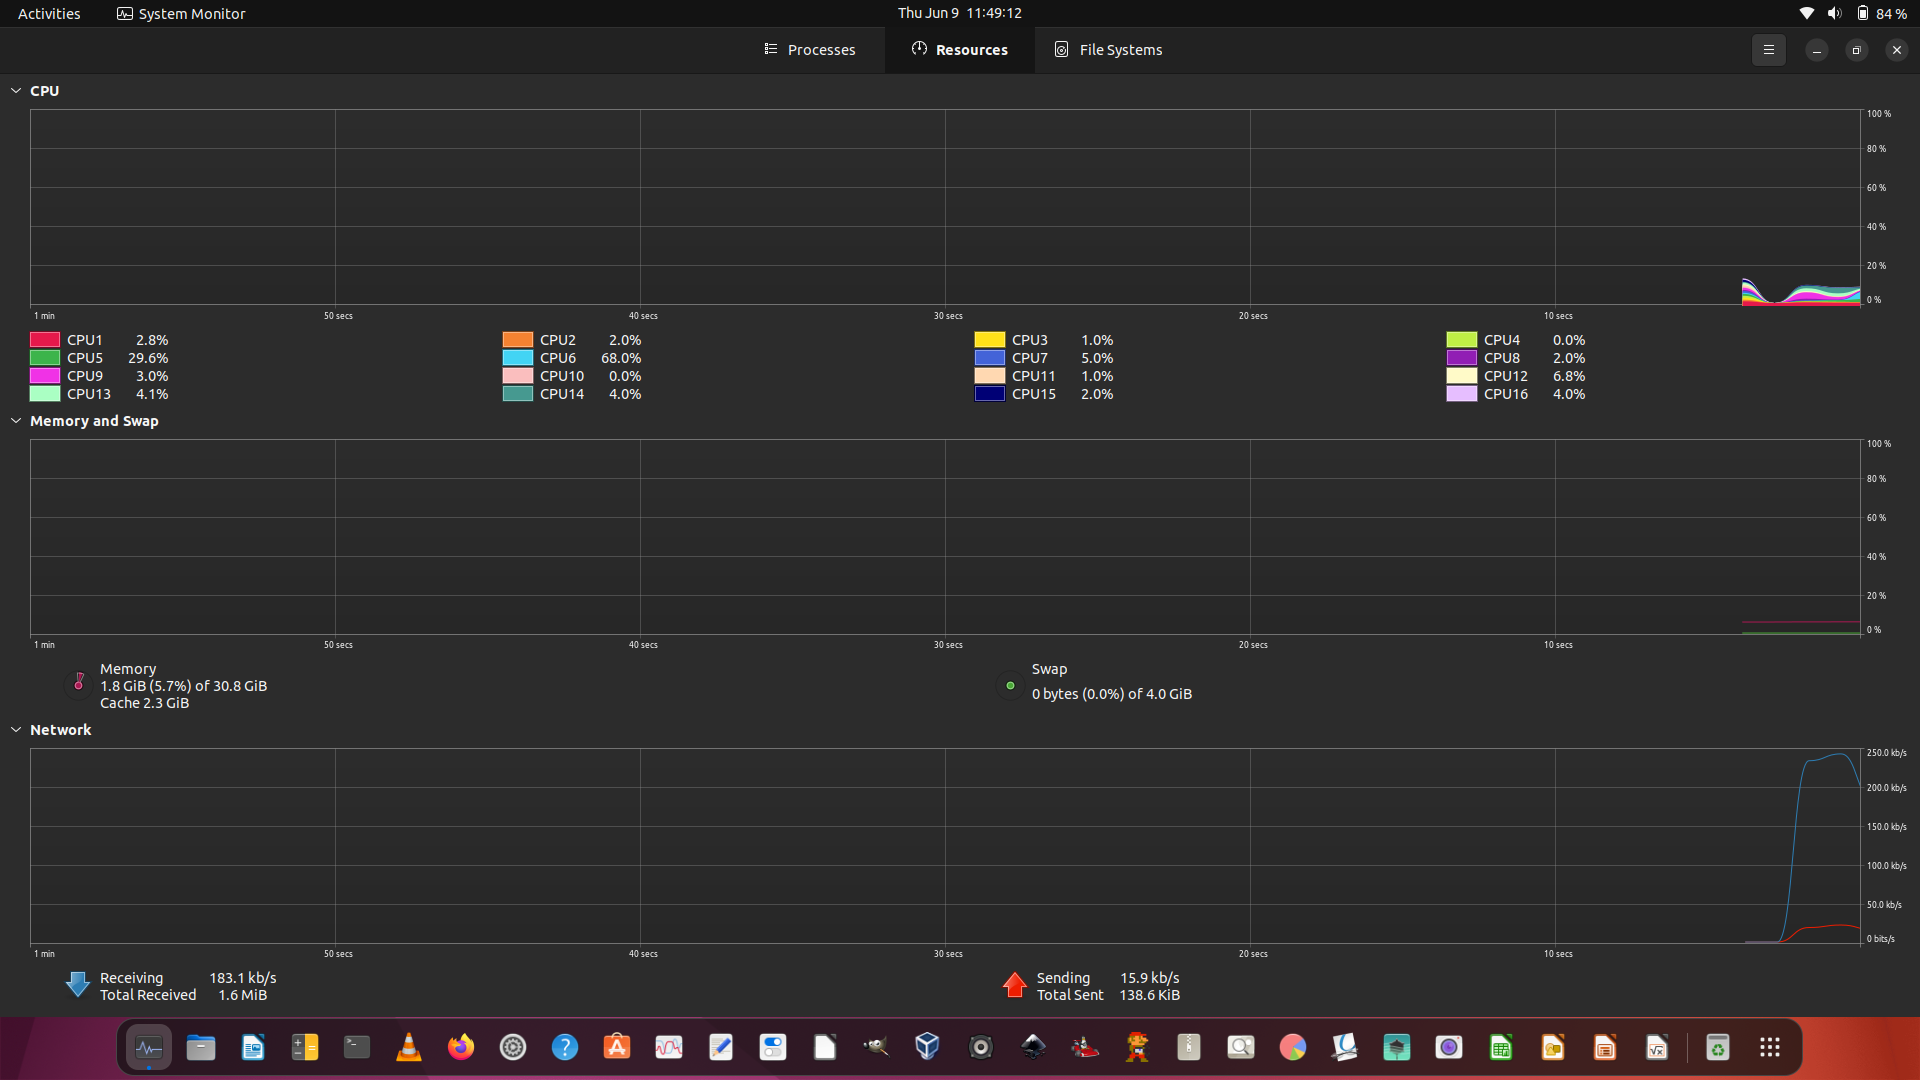 Activities System Monitor Thu Jun 9 11:49:12 84 %
Processes Resources File Systems
CPU
100 %
80 %
60 %
40 %
20 %
0 %
1 min 50 secs 40 secs 30 secs 20 secs 10 secs
CPU1 2.8% CPU2 2.0% CPU3 1.0% CPU4 0.0%
CPU5 29.6% CPU6 68.0% CPU7 5.0% CPU8 2.0%
CPU9 3.0% CPU10 0.0% CPU11 1.0% CPU12 6.8%
CPU13 4.1% CPU14 4.0% CPU15 2.0% CPU16 4.0%
Memory and Swap
100 %
80 %
60 %
40 %
20 %
0 %
1 min 50 secs 40 secs 30 secs 20 secs 10 secs
Memory Swap
1.8 GiB (5.7%) of 30.8 GiB 0 bytes (0.0%) of 4.0 GiB
Cache 2.3 GiB
Network
250.0 kb/s
200.0 kb/s
150.0 kb/s
100.0 kb/s
50.0 kb/s
0 bits/s
1 min 50 secs 40 secs 30 secs 20 secs 10 secs
Receiving 183.1 kb/s Sending 15.9 kb/s
Total Received 1.6 MiB Total Sent 138.6 KiB